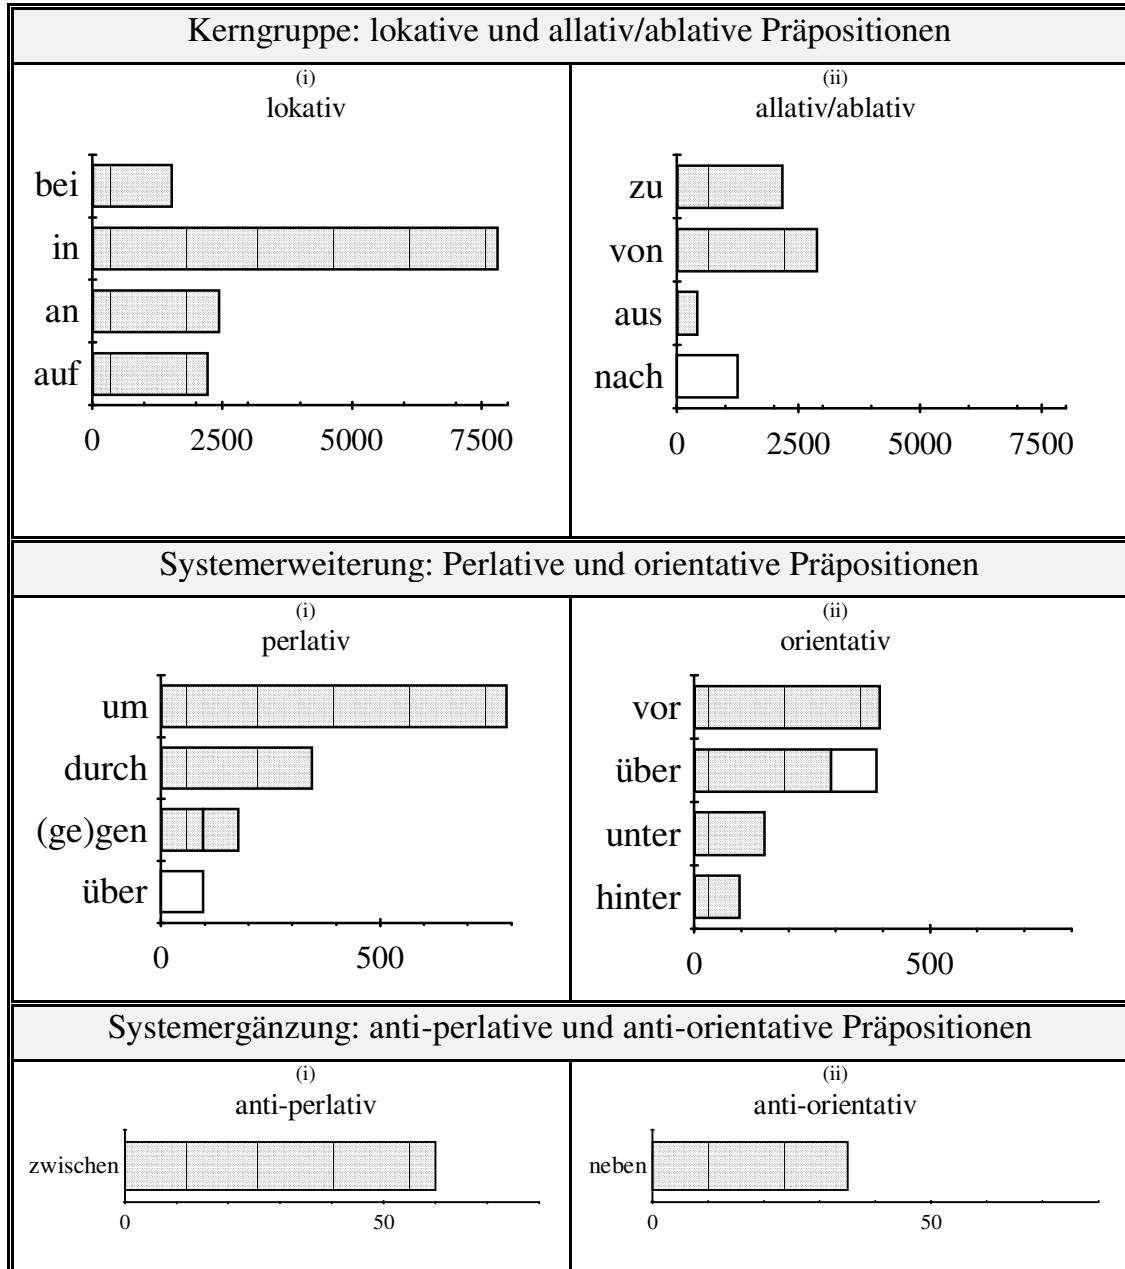 Kerngruppe: lokative und allativ/ablative Präpositionen
(i)
lokativ
bei
in
an
auf
0 2500 5000 7500
(ii)
allativ/ablativ
zu
von
aus
nach
0 2500 5000 7500
Systemerweiterung: Perlative und orientative Präpositionen
(i)
perlativ
um
durch
(ge)gen
über
0 500
(ii)
orientativ
vor
über
unter
hinter
0 500
Systemergänzung: anti-perlative und anti-orientative Präpositionen
(i)
anti-perlativ
zwischen
0 50
(ii)
anti-orientativ
neben
0 50